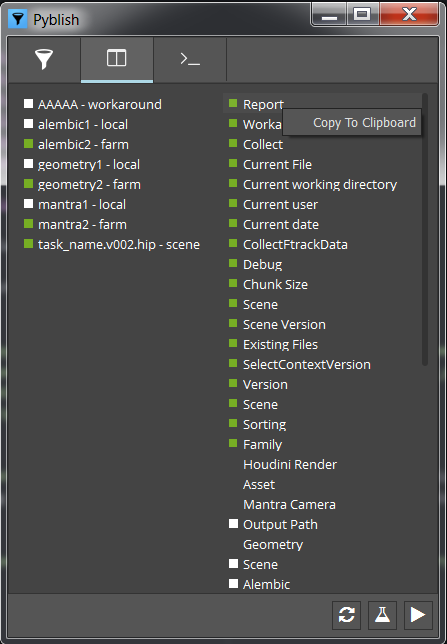 Pyblish
AAAAA - workaround
alembic1 - local
alembic2 - farm
geometry1 - local
geometry2 - farm
mantra1 - local
mantra2 - farm
task_name.v002.hip - scene
Report
Copy To Clipboard
Collect
Current File
Current working directory
Current user
Current date
CollectFtrackData
Debug
Chunk Size
Scene
Scene Version
Existing Files
SelectContextVersion
Version
Scene
Sorting
Family
Houdini Render
Asset
Mantra Camera
Output Path
Geometry
Scene
Alembic